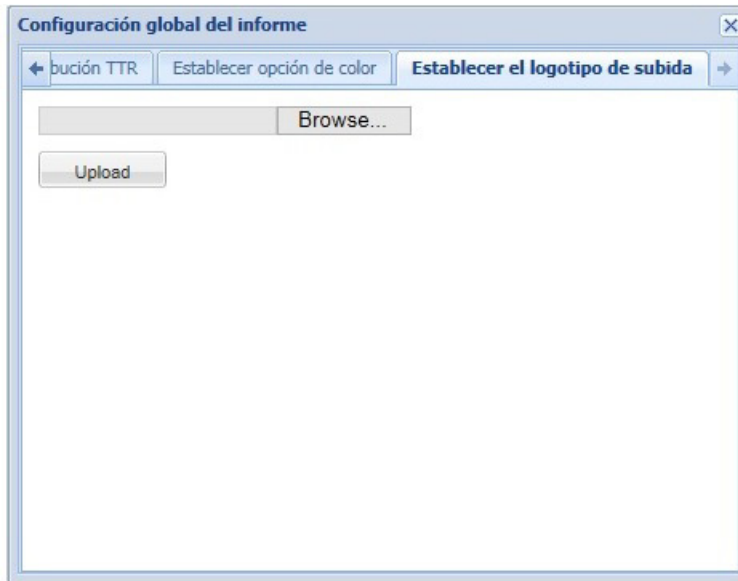 Configuración global del informe
bución TTR Establecer opción de color Establecer el logotipo de subida
Browse...
Upload